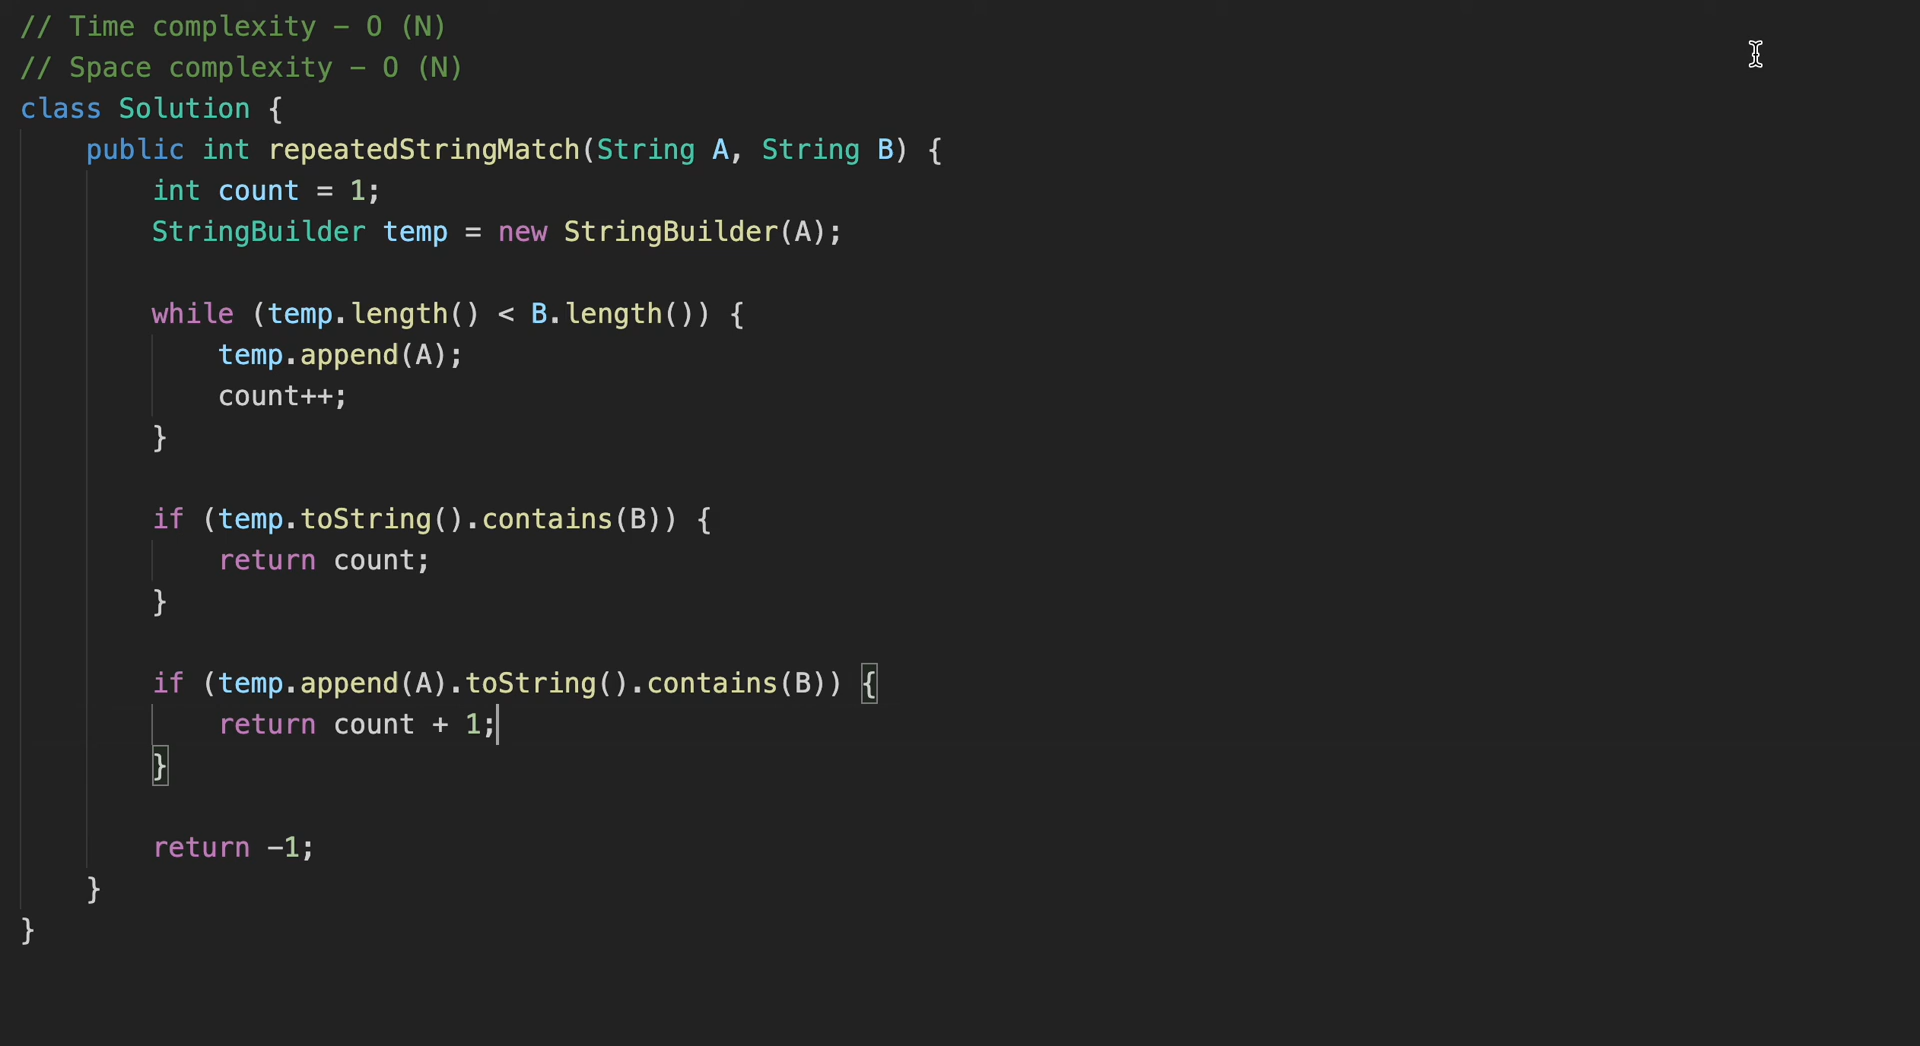 // Time complexity – O (N)
// Space complexity – O (N)
class Solution {
    public int repeatedStringMatch(String A, String B) {
        int count = 1;
        StringBuilder temp = new StringBuilder(A);

        while (temp.length() < B.length()) {
            temp.append(A);
            count++;
        }

        if (temp.toString().contains(B)) {
            return count;
        }

        if (temp.append(A).toString().contains(B)) {
            return count + 1;
        }

        return –1;
    }
}